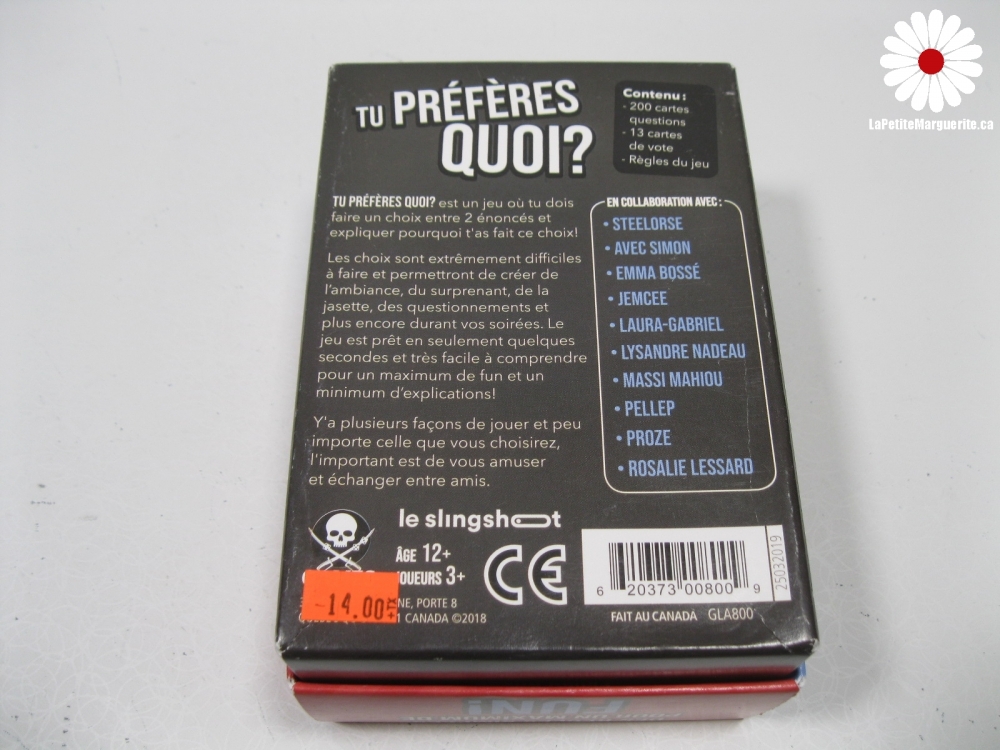 LaPetiteMarguerite.ca
TU PRÉFÈRES
QUOI?
Contenu :
- 200 cartes
questions
- 13 cartes
de vote
- Règles du jeu
TU PRÉFÈRES QUOI? est un jeu où tu dois
faire un choix entre 2 énoncés et
expliquer pourquoi t'as fait ce choix!
Les choix sont extrêmement difficiles
à faire et permettront de créer de
l'ambiance, du surprenant, de la
jasette, des questionnements et
plus encore durant vos soirées. Le
jeu est prêt en seulement quelques
secondes et très facile à comprendre
pour un maximum de fun et un
minimum d'explications!
Y'a plusieurs façons de jouer et peu
importe celle que vous choisirez,
l'important est de vous amuser
et échanger entre amis.
EN COLLABORATION AVEC :
• STEELORSE
• AVEC SIMON
• EMMA BOSSÉ
• JEMCEE
• LAURA-GABRIEL
• LYSANDRE NADEAU
• MASSI MAHIOU
• PELLEP
• PROZE
• ROSALIE LESSARD
le slingshot
ÂGE 12+
JOUEURS 3+
CE
-14.00
NE, PORTE 8
1 CANADA ©2018
6 20373 00800 9
25032019
FAIT AU CANADA GLA800
FUN!